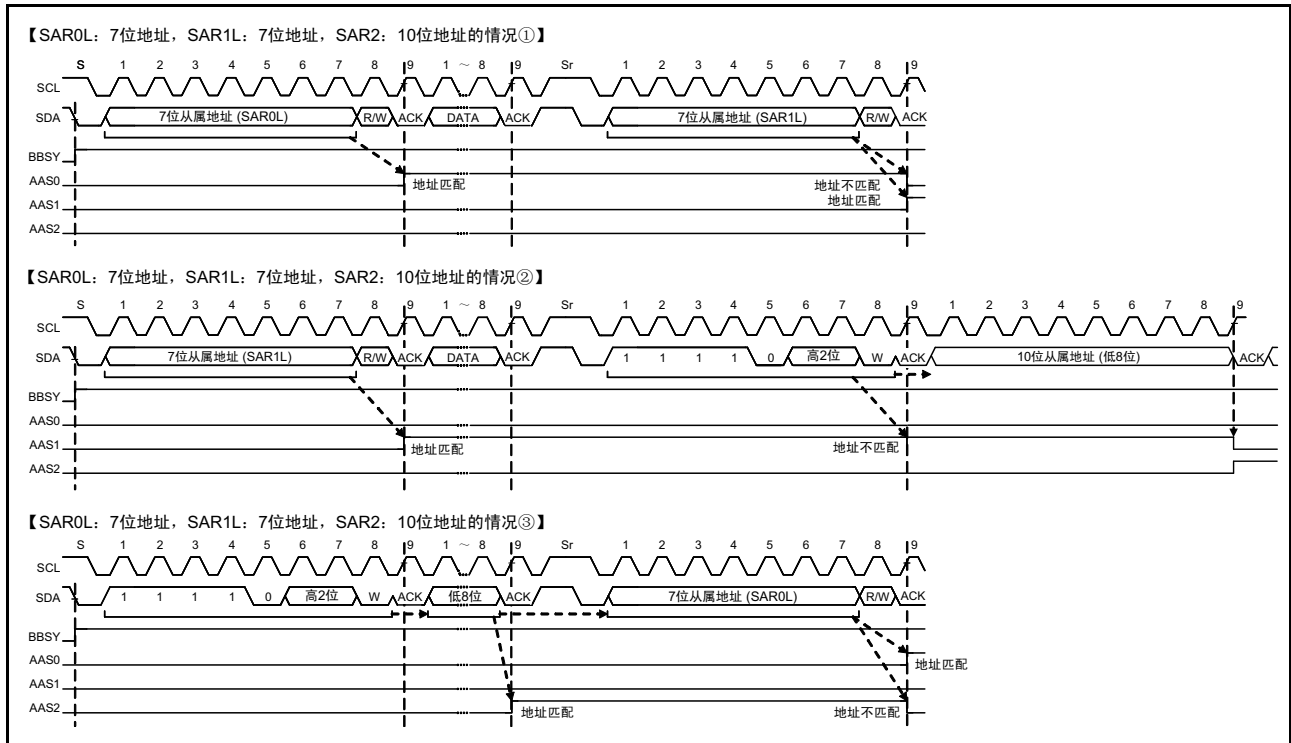 【SAR0L：7位地址，SAR1L：7位地址，SAR2：10位地址的情况①】
S 1 2 3 4 5 6 7 8 9 1 ～ 8 9 Sr 1 2 3 4 5 6 7 8 9
SCL
SDA 7位从属地址 (SAR0L) R/W ACK DATA ACK 7位从属地址 (SAR1L) R/W ACK
BBSY
AAS0 地址匹配 地址不匹配
AAS1 地址匹配
AAS2
【SAR0L：7位地址，SAR1L：7位地址，SAR2：10位地址的情况②】
S 1 2 3 4 5 6 7 8 9 1 ～ 8 9 Sr 1 2 3 4 5 6 7 8 9 1 2 3 4 5 6 7 8 9
SCL
SDA 7位从属地址 (SAR1L) R/W ACK DATA ACK 1 1 1 1 0 高2位 W ACK 10位从属地址 (低8位) ACK
BBSY
AAS0
AAS1 地址匹配 地址不匹配
AAS2
【SAR0L：7位地址，SAR1L：7位地址，SAR2：10位地址的情况③】
S 1 2 3 4 5 6 7 8 9 1 ～ 8 9 Sr 1 2 3 4 5 6 7 8 9
SCL
SDA 1 1 1 1 0 高2位 W ACK 低8位 ACK 7位从属地址 (SAR0L) R/W ACK
BBSY
AAS0 地址匹配
AAS1
AAS2 地址匹配 地址不匹配